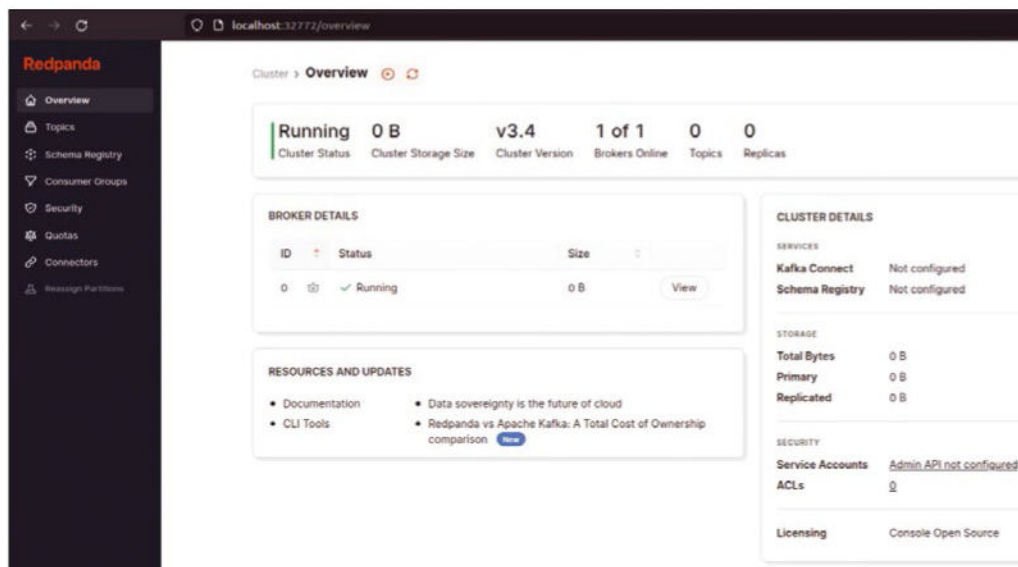 localhost:32772/overview
Redpanda
Overview
Topics
Schema Registry
Consumer Groups
Security
Quotas
Connectors
Reassign Partitions
Cluster > Overview
Running 0 B v3.4 1 of 1 0 0
Cluster Status Cluster Storage Size Cluster Version Brokers Online Topics Replicas
BROKER DETAILS
ID Status Size
0 Running 0 B View
RESOURCES AND UPDATES
• Documentation
• CLI Tools
• Data sovereignty is the future of cloud
• Redpanda vs Apache Kafka: A Total Cost of Ownership
comparison New
CLUSTER DETAILS
SERVICES
Kafka Connect Not configured
Schema Registry Not configured
STORAGE
Total Bytes 0 B
Primary 0 B
Replicated 0 B
SECURITY
Service Accounts Admin API not configured
ACLs 0
Licensing Console Open Source